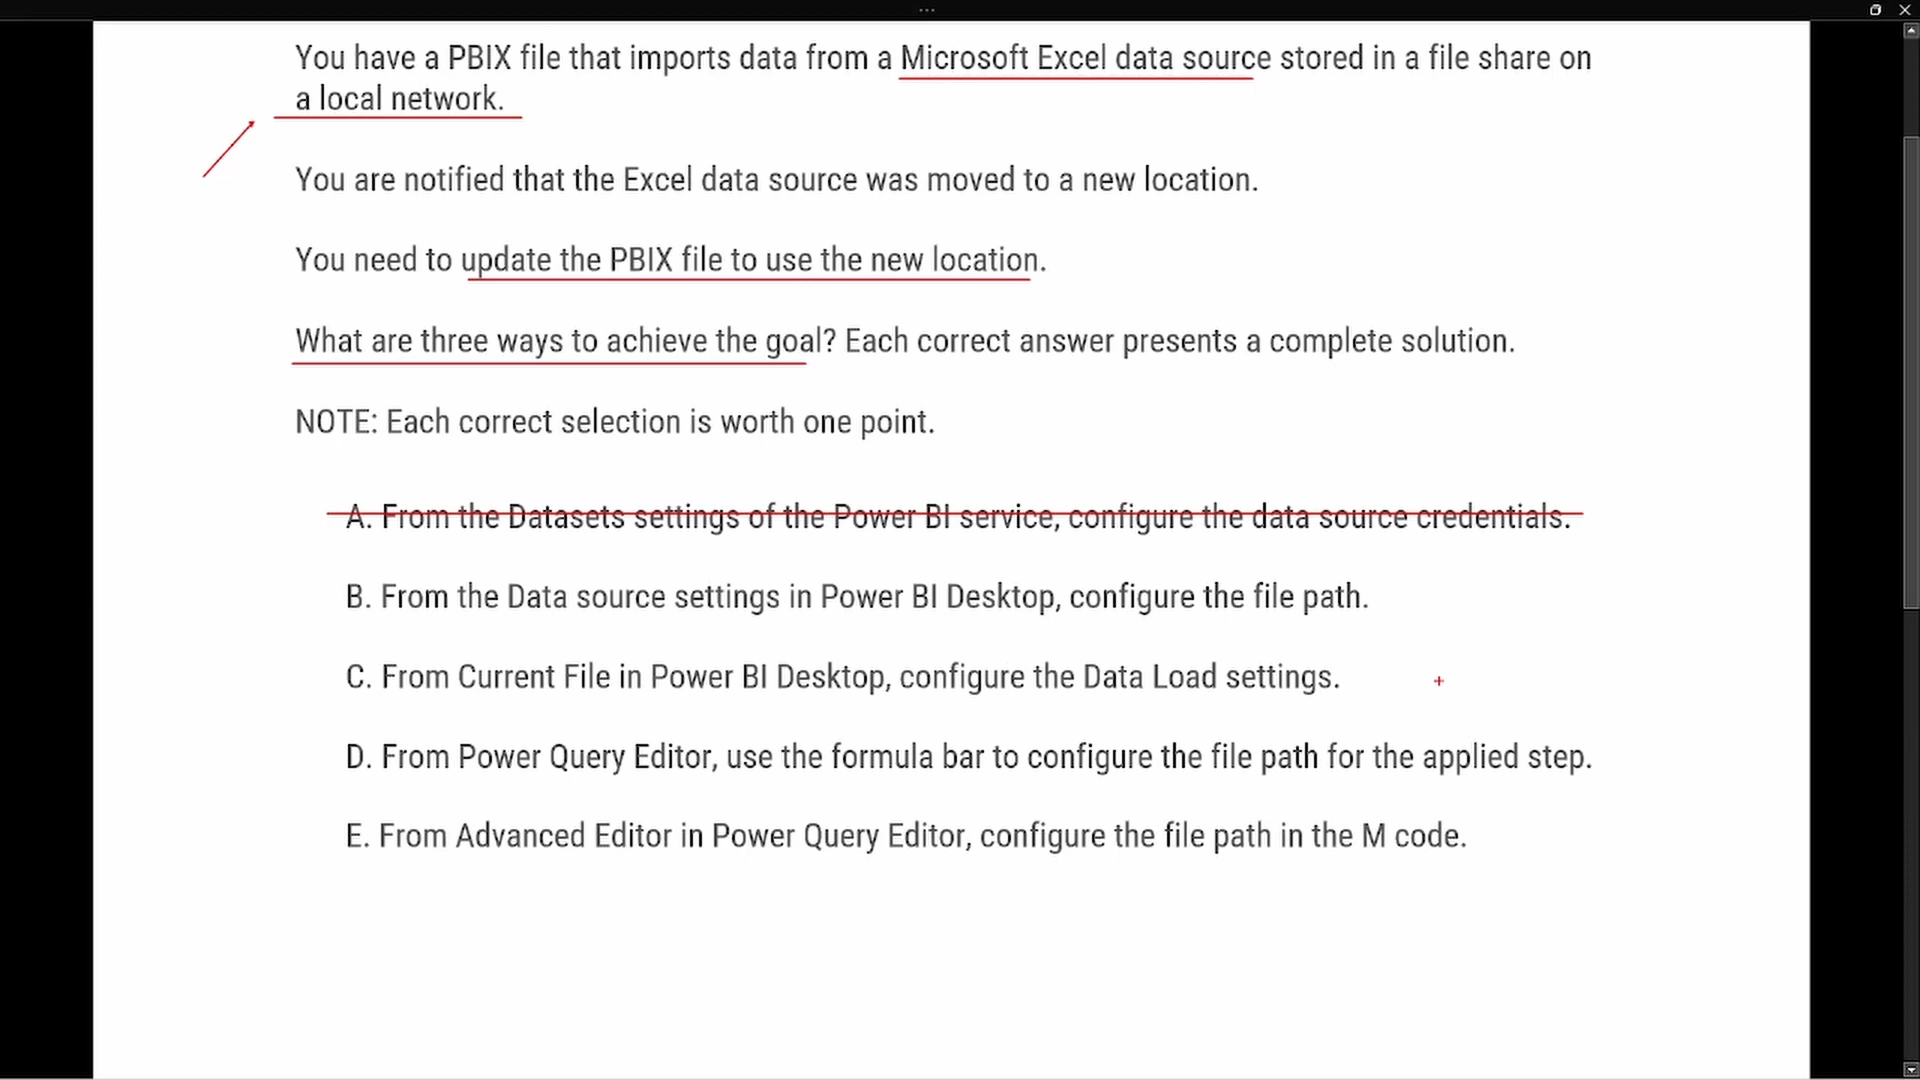 You have a PBIX file that imports data from a Microsoft Excel data source stored in a file share on
a local network.
You are notified that the Excel data source was moved to a new location.
You need to update the PBIX file to use the new location.
What are three ways to achieve the goal? Each correct answer presents a complete solution.
NOTE: Each correct selection is worth one point.
A. From the Datasets settings of the Power BI service, configure the data source credentials.
B. From the Data source settings in Power BI Desktop, configure the file path.
C. From Current File in Power BI Desktop, configure the Data Load settings.
D. From Power Query Editor, use the formula bar to configure the file path for the applied step.
E. From Advanced Editor in Power Query Editor, configure the file path in the M code.